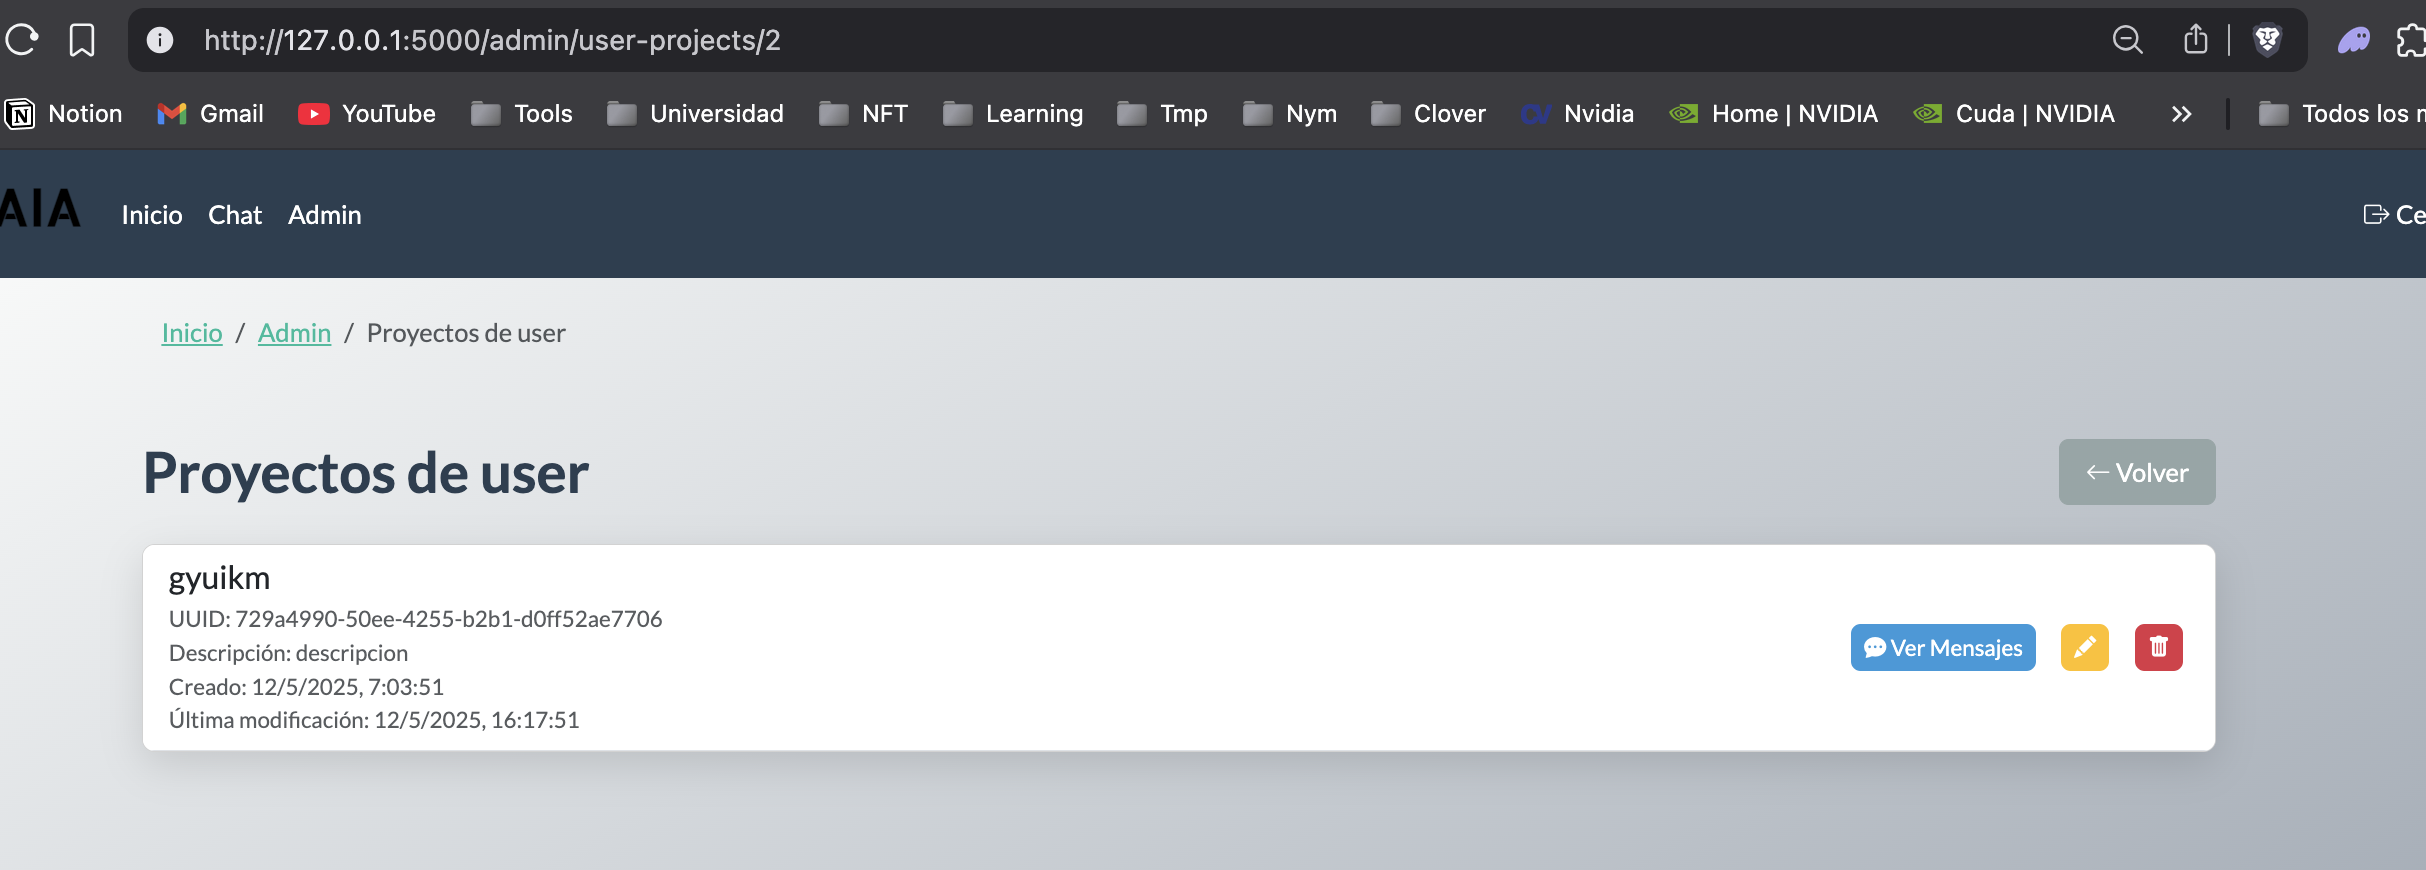 http://127.0.0.1:5000/admin/user-projects/2
Notion Gmail YouTube Tools Universidad NFT Learning Tmp Nym Clover Nvidia Home | NVIDIA Cuda | NVIDIA >> Todos los
AIA Inicio Chat Admin
Inicio / Admin / Proyectos de user
Proyectos de user
Volver
gyuikm
UUID: 729a4990-50ee-4255-b2b1-d0ff52ae7706
Descripción: descripcion
Creado: 12/5/2025, 7:03:51
Última modificación: 12/5/2025, 16:17:51
Ver Mensajes